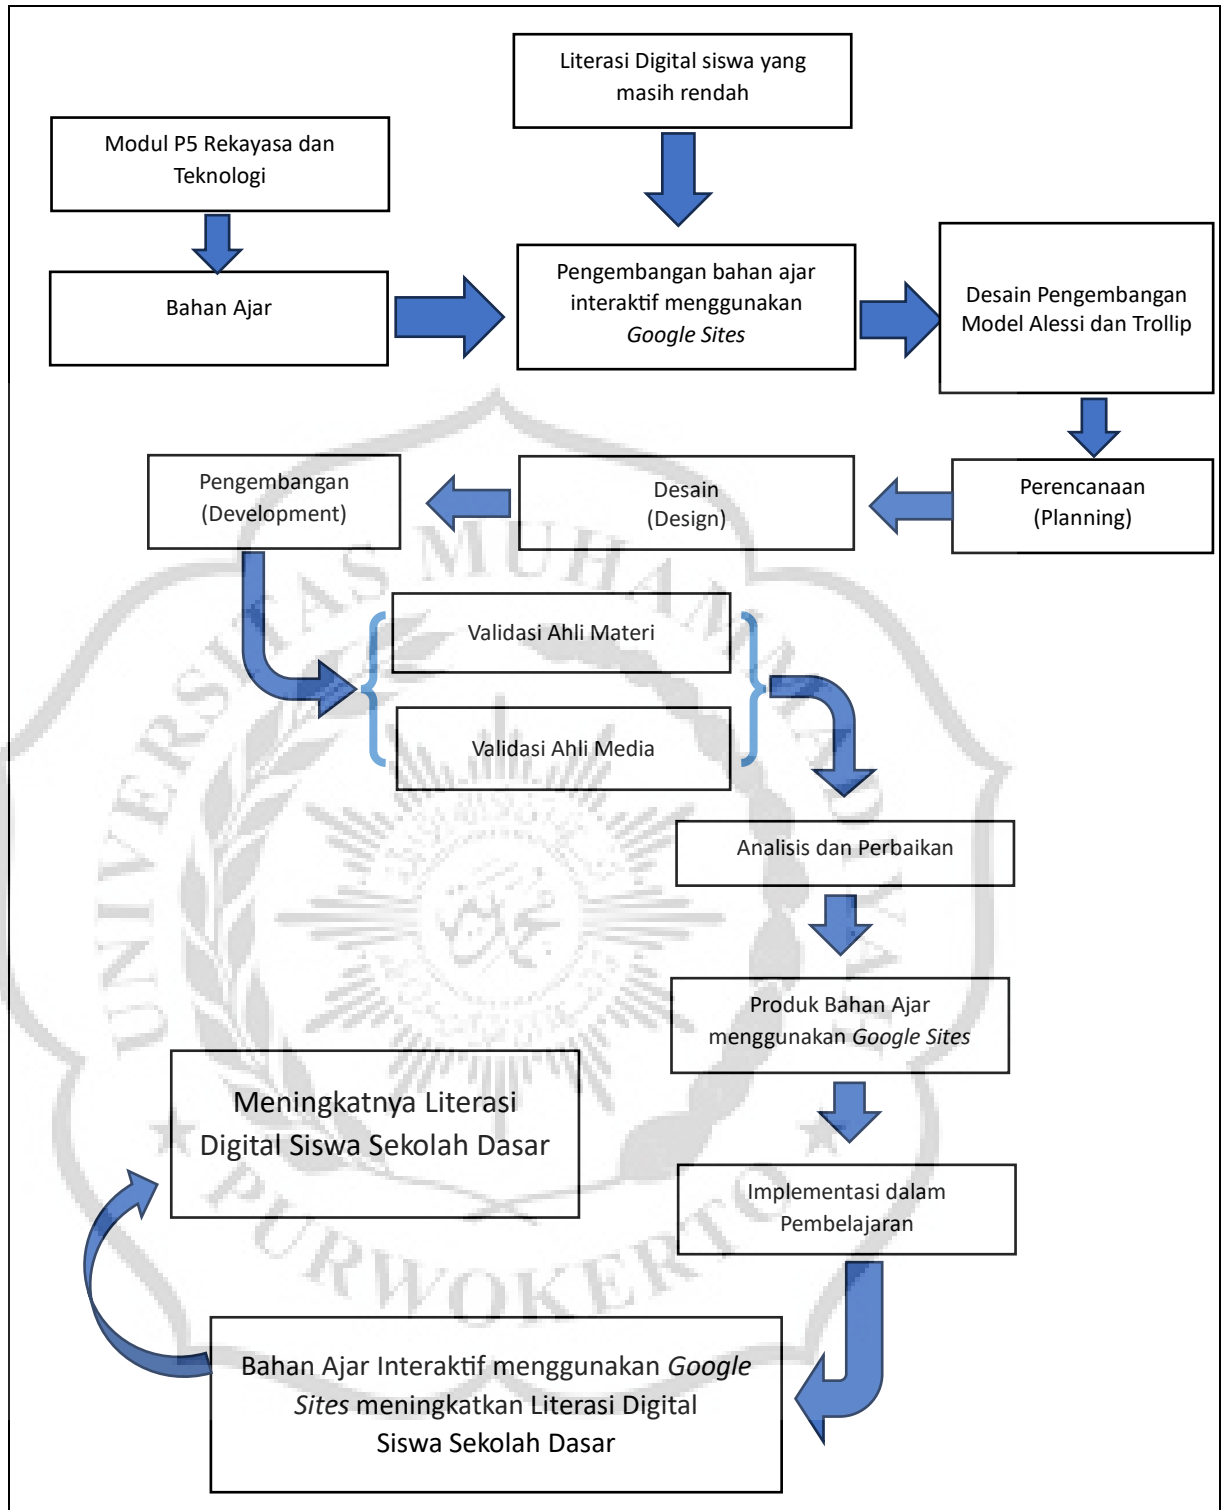 Literasi Digital siswa yang
masih rendah
Modul P5 Rekayasa dan
Teknologi
Bahan Ajar
Pengembangan bahan ajar
interaktif menggunakan
Google Sites
Desain Pengembangan
Model Alessi dan Trollip
Perencanaan
(Planning)
Desain
(Design)
Pengembangan
(Development)
Validasi Ahli Materi
Validasi Ahli Media
Analisis dan Perbaikan
Produk Bahan Ajar
menggunakan Google Sites
Implementasi dalam
Pembelajaran
Bahan Ajar Interaktif menggunakan Google
Sites meningkatkan Literasi Digital
Siswa Sekolah Dasar
Meningkatnya Literasi
Digital Siswa Sekolah Dasar
UNIVERSITAS MUHAMMADIYAH
PURWOKERTO